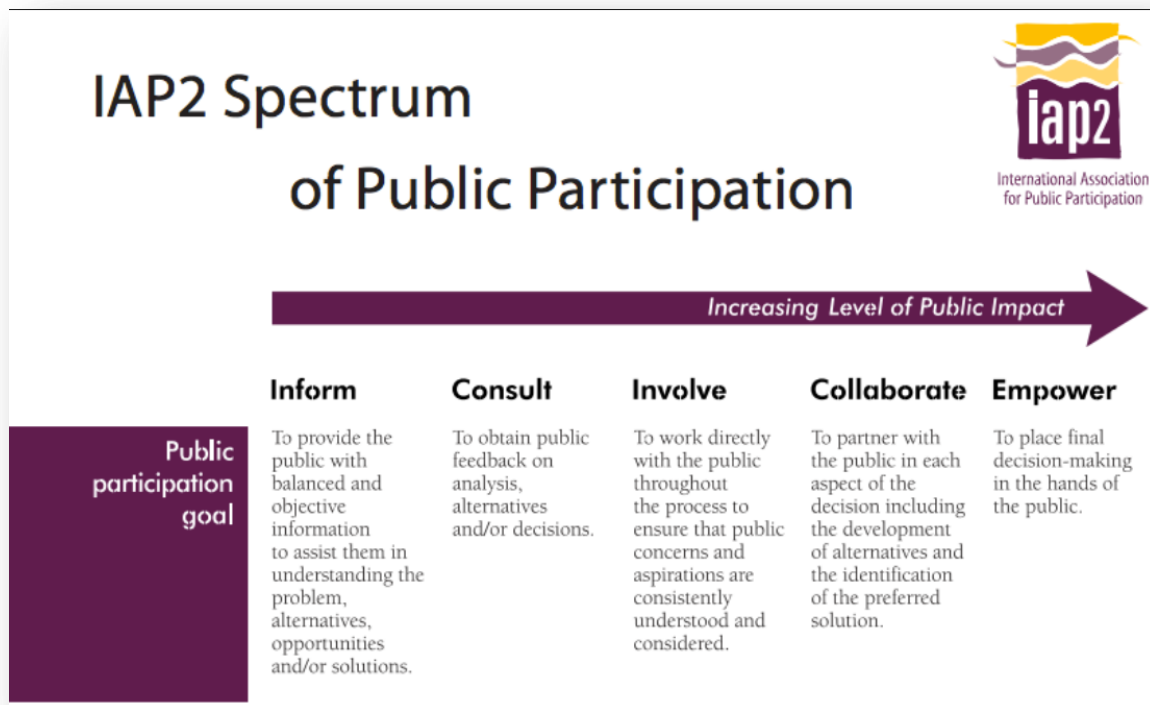 IAP2 Spectrum
of Public Participation
iap2
International Association
for Public Participation
Increasing Level of Public Impact
Inform
Consult
Involve
Collaborate
Empower
Public
participation
goal
To provide the
public with
balanced and
objective
information
to assist them in
understanding the
problem,
alternatives,
opportunities
and/or solutions.
To obtain public
feedback on
analysis,
alternatives
and/or decisions.
To work directly
with the public
throughout
the process to
ensure that public
concerns and
aspirations are
consistently
understood and
considered.
To partner with
the public in each
aspect of the
decision including
the development
of alternatives and
the identification
of the preferred
solution.
To place final
decision-making
in the hands of
the public.